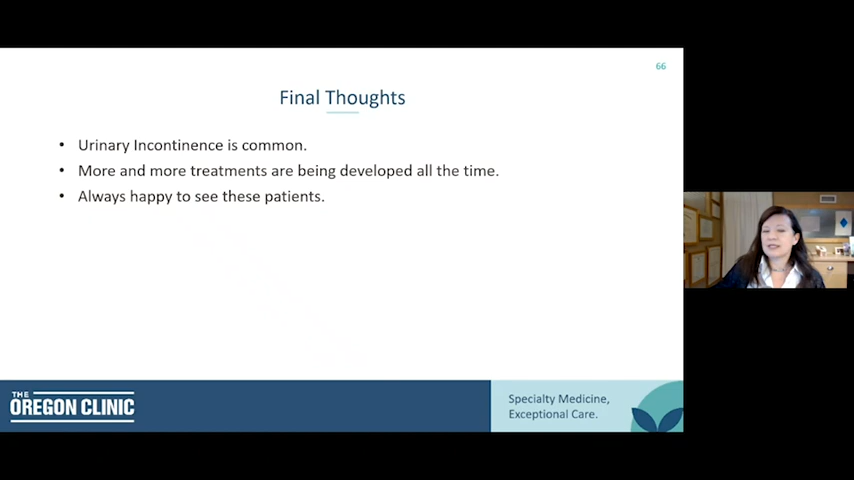 66
Final Thoughts
• Urinary Incontinence is common.
• More and more treatments are being developed all the time.
• Always happy to see these patients.
THE
OREGON CLINIC
Specialty Medicine,
Exceptional Care.